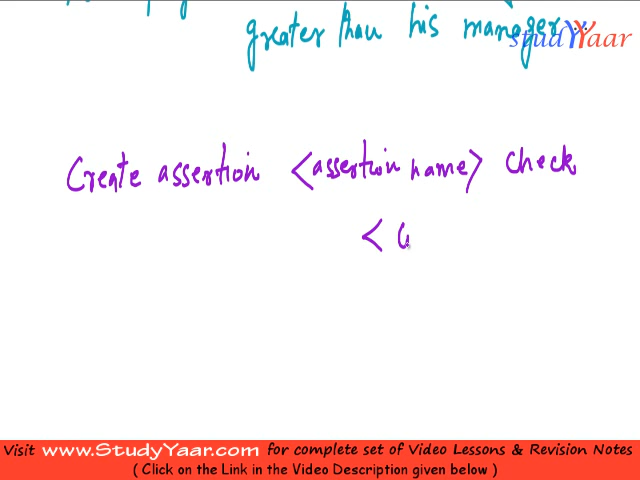 greater than his manager..
studYYaar
Create assertion <assertion name> check
< C
Visit www.StudyYaar.com for complete set of Video Lessons & Revision Notes
( Click on the Link in the Video Description given below )